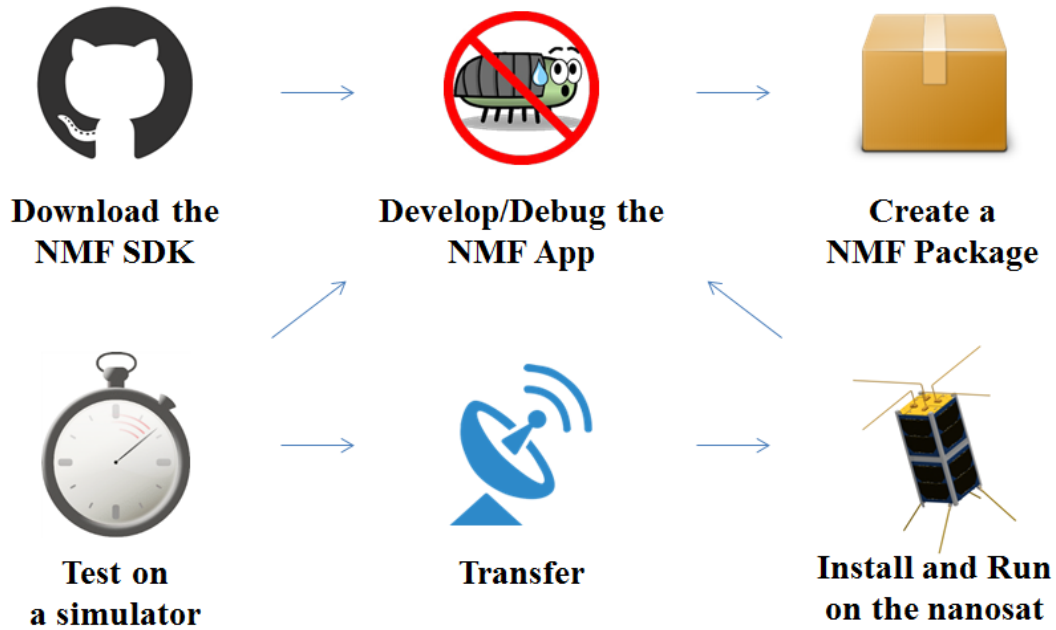 Download the
NMF SDK
Develop/Debug the
NMF App
Create a
NMF Package
Test on
a simulator
Transfer
Install and Run
on the nanosat